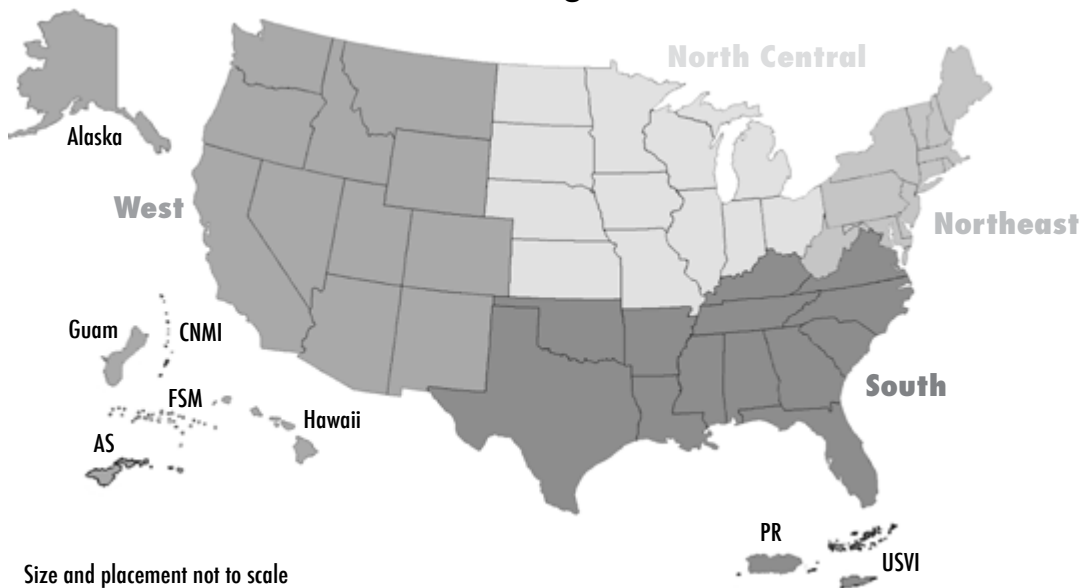 North Central
Alaska
West
Northeast
Guam
CNMI
South
FSM
Hawaii
AS
PR
USVI
Size and placement not to scale